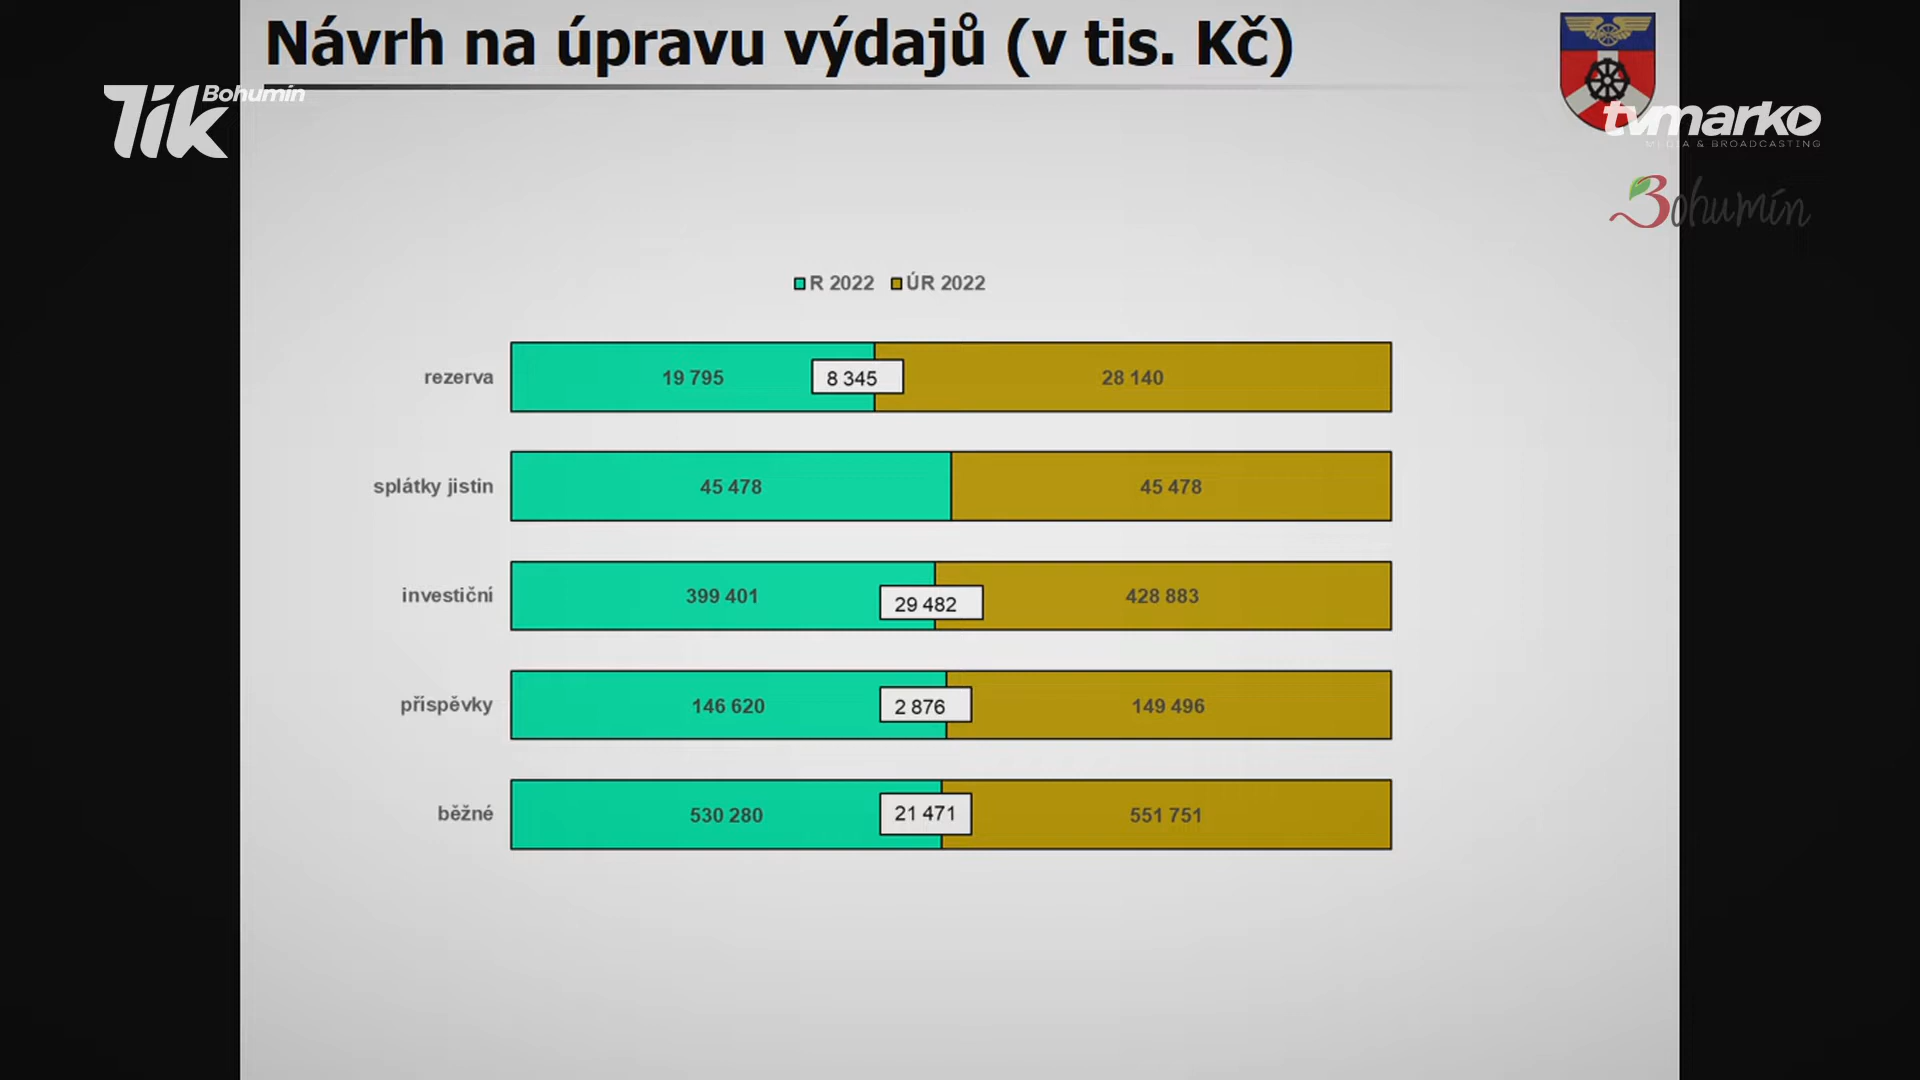 Návrh na úpravu výdajů (v tis. Kč)
Tik Bohumín
tvmarko
MEDIA & BROADCASTING
Bohumín
R 2022 ÚR 2022
rezerva 19 795 8 345 28 140
splátky jistin 45 478 45 478
investiční 399 401 29 482 428 883
příspěvky 146 620 2 876 149 496
běžné 530 280 21 471 551 751